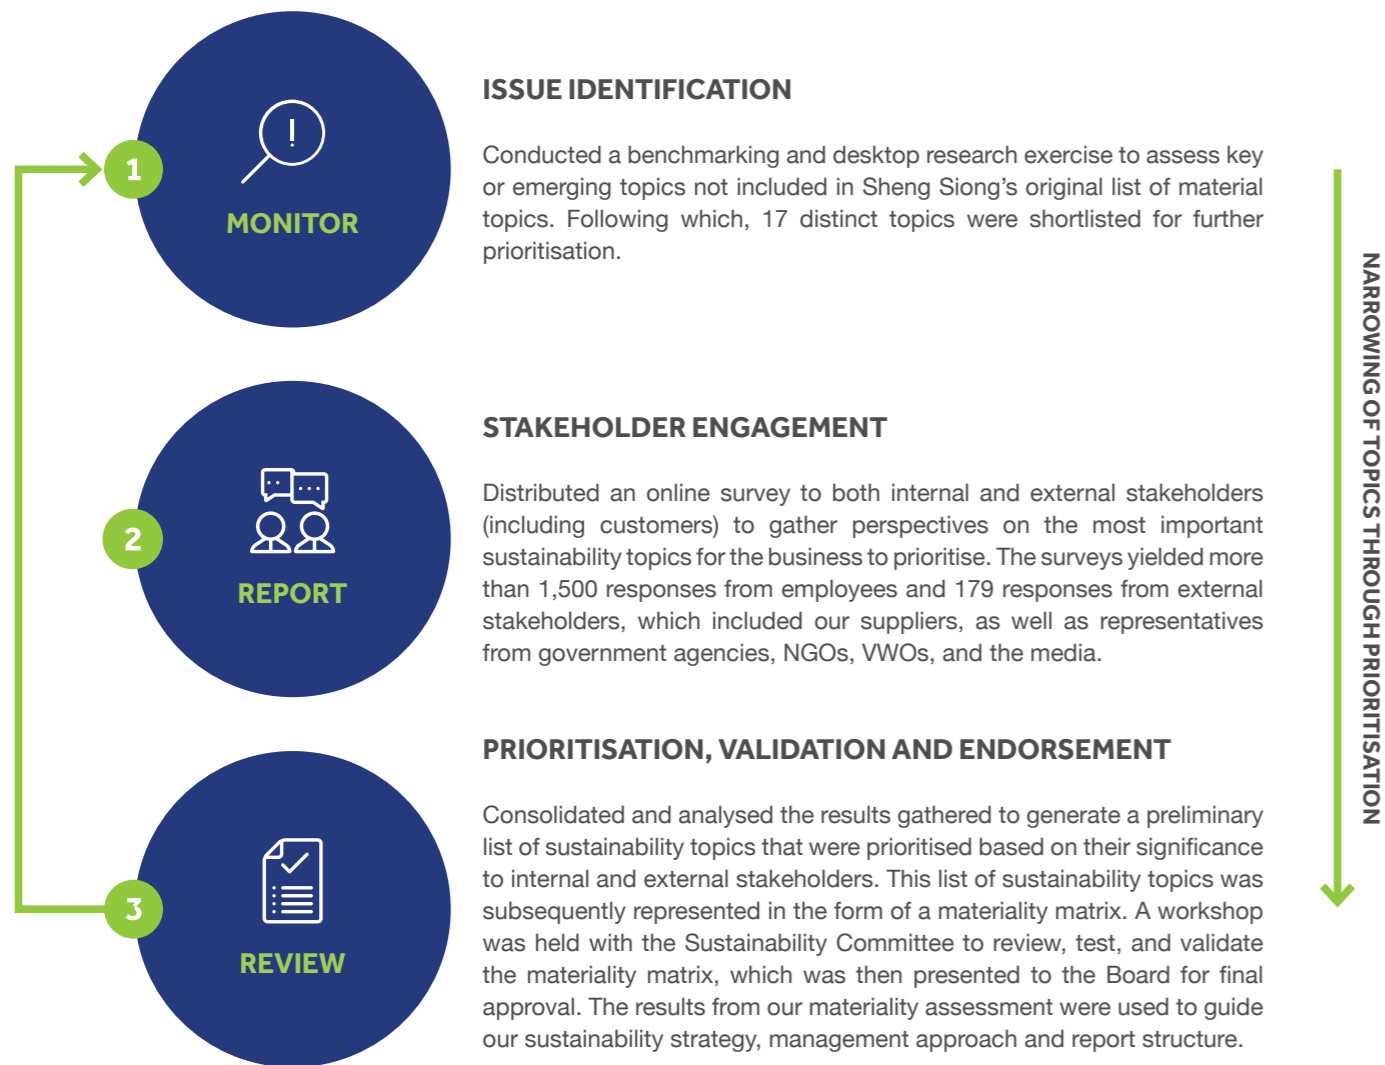 1
MONITOR
ISSUE IDENTIFICATION
Conducted a benchmarking and desktop research exercise to assess key
or emerging topics not included in Sheng Siong’s original list of material
topics. Following which, 17 distinct topics were shortlisted for further
prioritisation.
2
REPORT
STAKEHOLDER ENGAGEMENT
Distributed an online survey to both internal and external stakeholders
(including customers) to gather perspectives on the most important
sustainability topics for the business to prioritise. The surveys yielded more
than 1,500 responses from employees and 179 responses from external
stakeholders, which included our suppliers, as well as representatives
from government agencies, NGOs, VWOs, and the media.
3
REVIEW
PRIORITISATION, VALIDATION AND ENDORSEMENT
Consolidated and analysed the results gathered to generate a preliminary
list of sustainability topics that were prioritised based on their significance
to internal and external stakeholders. This list of sustainability topics was
subsequently represented in the form of a materiality matrix. A workshop
was held with the Sustainability Committee to review, test, and validate
the materiality matrix, which was then presented to the Board for final
approval. The results from our materiality assessment were used to guide
our sustainability strategy, management approach and report structure.
NARROWING OF TOPICS THROUGH PRIORITISATION